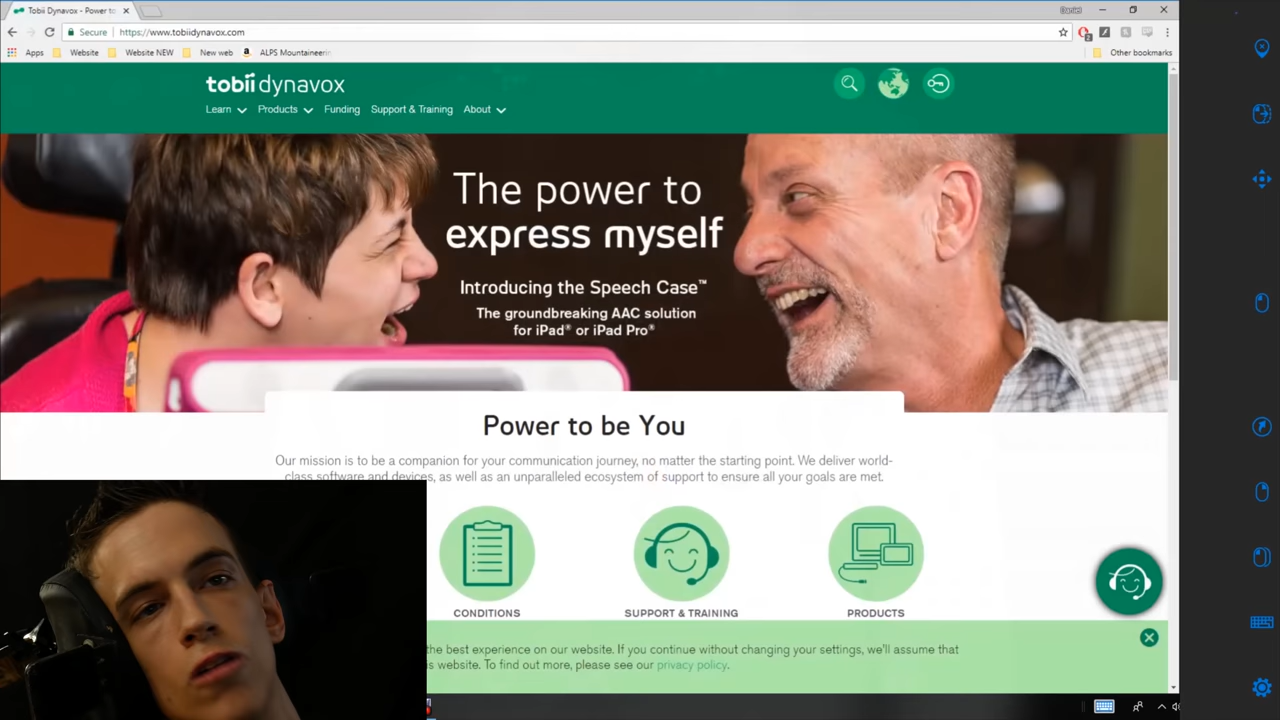 Tobii Dynavox - Power to
Daniel
Secure
https://www.tobiidynavox.com
2
Apps
Website
Website NEW
New web
a
ALPS Mountaineerin
Other bookmarks
tobii dynavox
Learn
Products
Funding
Support & Training
About
The power to
express myself
Introducing the Speech Case™
The groundbreaking AAC solution
for iPad® or iPad Pro®
Power to be You
Our mission is to be a companion for your communication journey, no matter the starting point. We deliver world-
class software and devices, as well as an unparalleled ecosystem of support to ensure all your goals are met.
CONDITIONS
SUPPORT & TRAINING
PRODUCTS
the best experience on our website. If you continue without changing your settings, we'll assume that
is website. To find out more, please see our privacy policy.